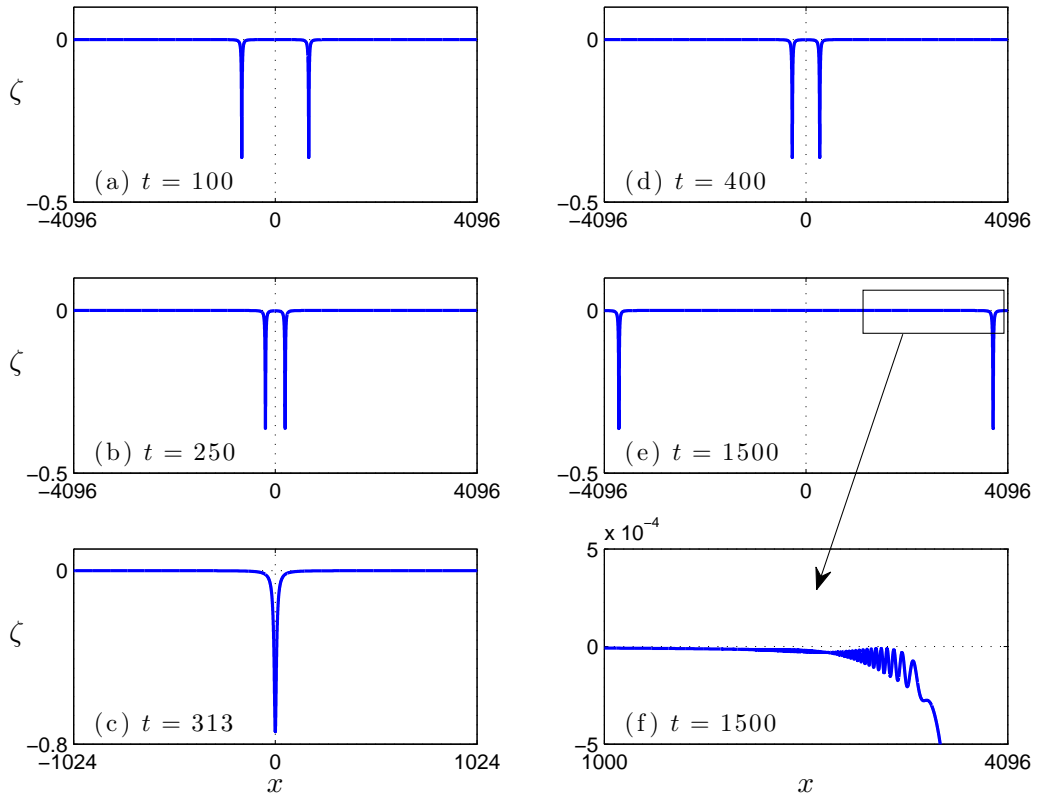 0
ζ
(a) t = 100
−0.5
−4096 0 4096
0
(d) t = 400
−0.5
−4096 0 4096
0
ζ
(b) t = 250
−0.5
−4096 0 4096
0
(e) t = 1500
−0.5
−4096 0 4096
0
ζ
(c) t = 313
−0.8
−1024 0 1024
x
x 10⁻⁴
5
0
(f) t = 1500
−5
1000 4096
x